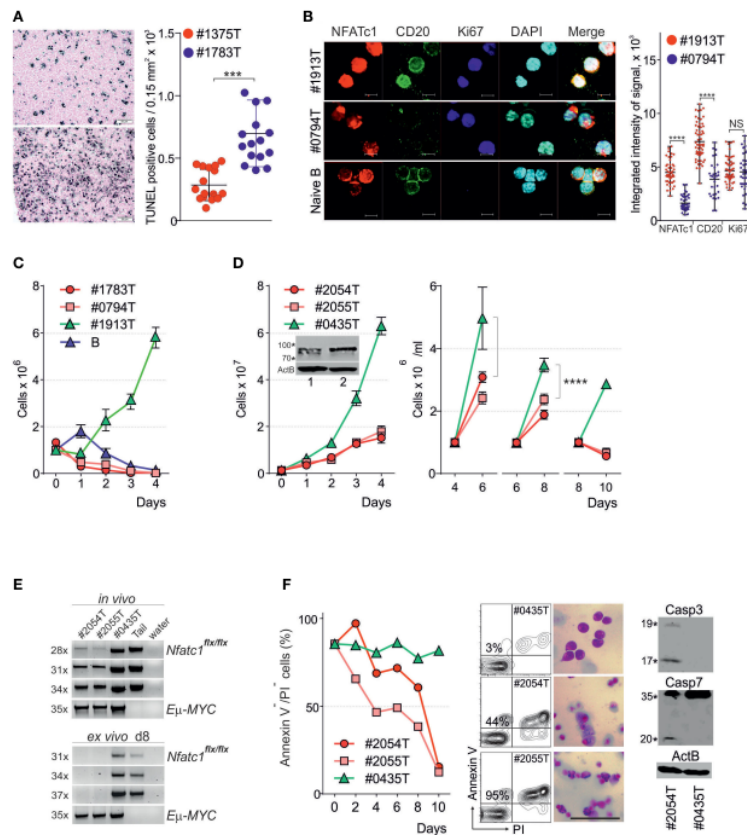 A
#1375T
#1783T
***
TUNEL positive cells / 0.15 mm² x 10³
1.5
1.0
0.5
0
B
NFATc1 CD20 Ki67 DAPI Merge
#1913T
#0794T
Naive B
#1913T
#0794T
Integrated intensity of signal, x 10³
15
10
5
0
**** **** NS
NFATc1 CD20 Ki67
C
#1783T
#0794T
#1913T
B
Cells x 10⁶
8
6
4
2
0
0 1 2 3 4
Days
D
#2054T
#2055T
#0435T
Cells x 10⁷
8
6
4
2
0
100*
70*
ActB
1 2
0 1 2 3 4
Days
Cells x 10⁶/ml
6
4
2
0
****
4 6 6 8 8 10
Days
E
in vivo
#2054T
#2055T
#0435T
Tail
water
28x
Nfatc1flx/flx
31x
34x
35x
Eμ-MYC
ex vivo d8
31x
Nfatc1flx/flx
34x
37x
35x
Eμ-MYC
F
Annexin V⁻/PI⁻ cells (%)
100
50
0
#2054T
#2055T
#0435T
0 2 4 6 8 10
Days
#0435T
3%
#2054T
44%
#2055T
95%
Annexin V
PI
Casp3
19*
17*
Casp7
35*
20*
ActB
#2054T
#0435T